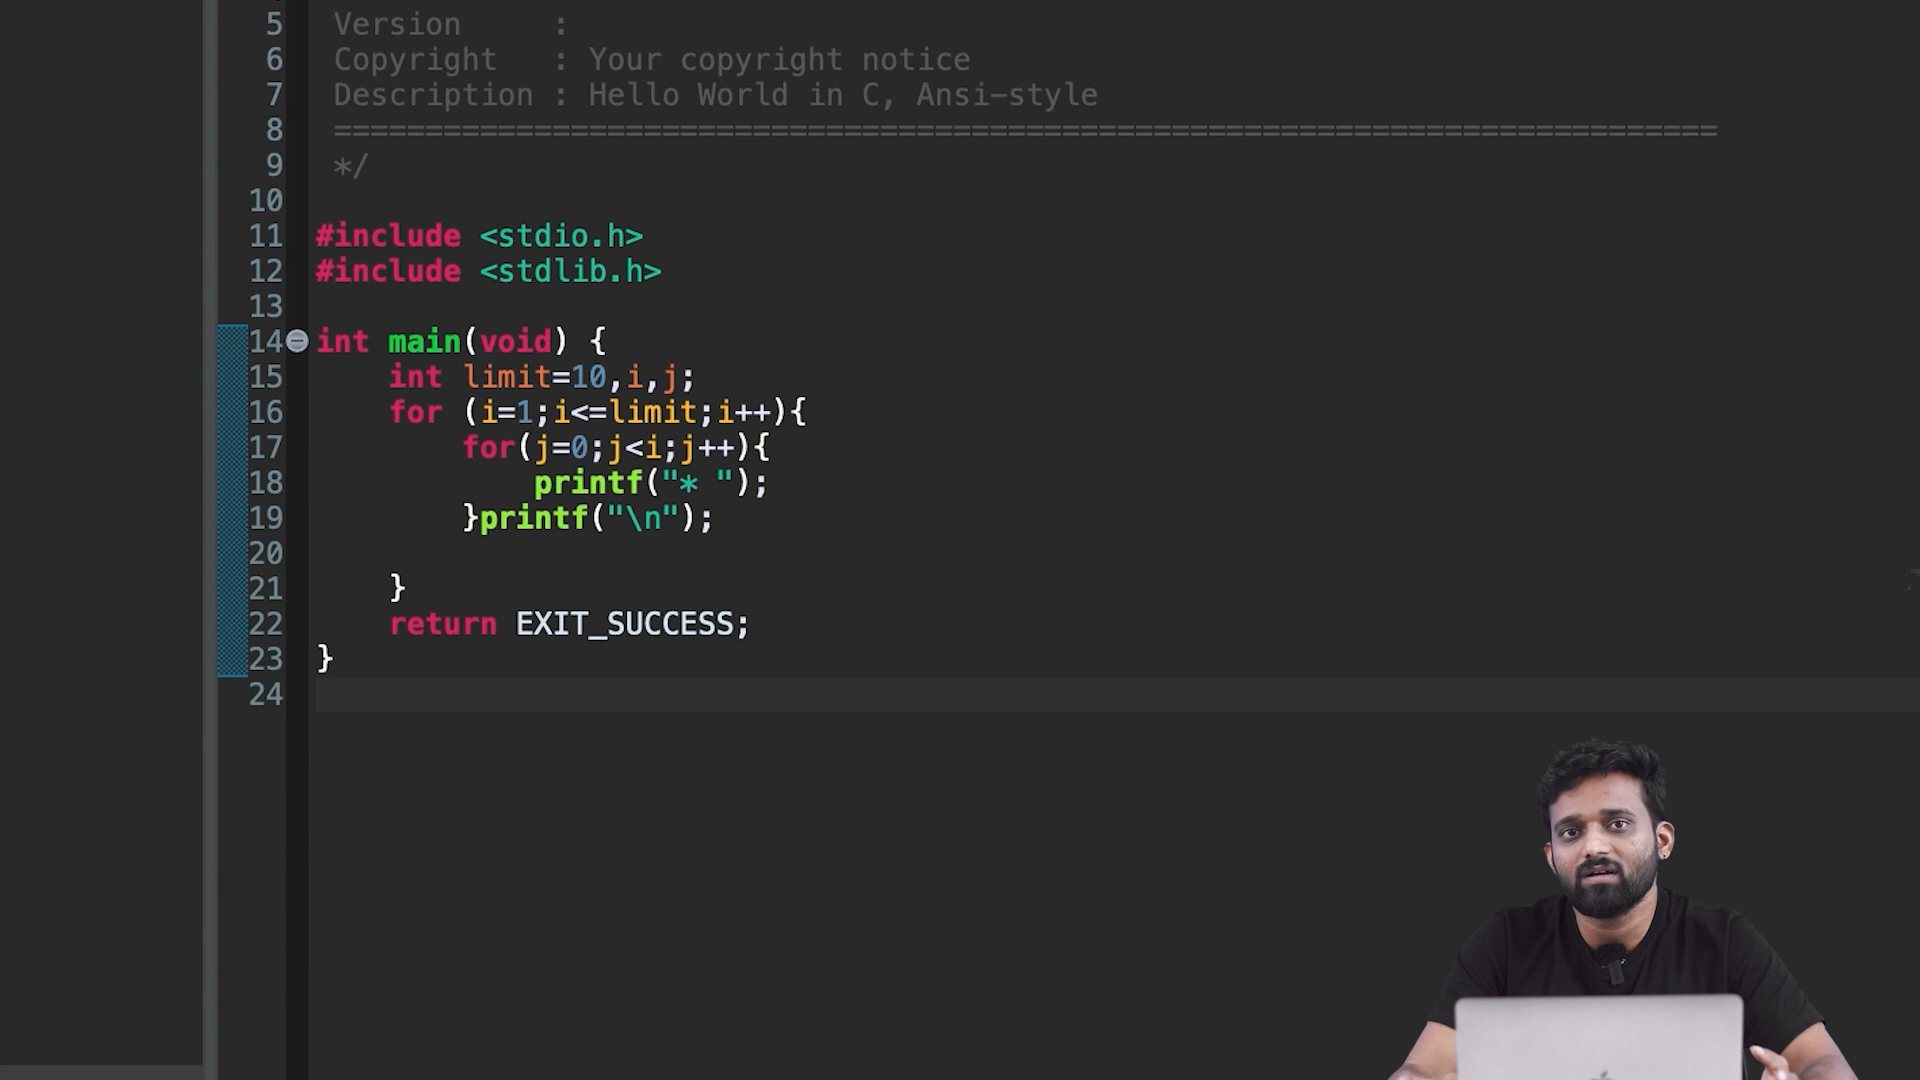 5 Version :
6 Copyright : Your copyright notice
7 Description : Hello World in C, Ansi-style
8 ============================================================================
9 */
10
11 #include <stdio.h>
12 #include <stdlib.h>
13
14 int main(void) {
15 int limit=10,i,j;
16 for (i=1;i<=limit;i++){
17 for(j=0;j<i;j++){
18 printf("* ");
19 }printf("\n");
20
21 }
22 return EXIT_SUCCESS;
23 }
24